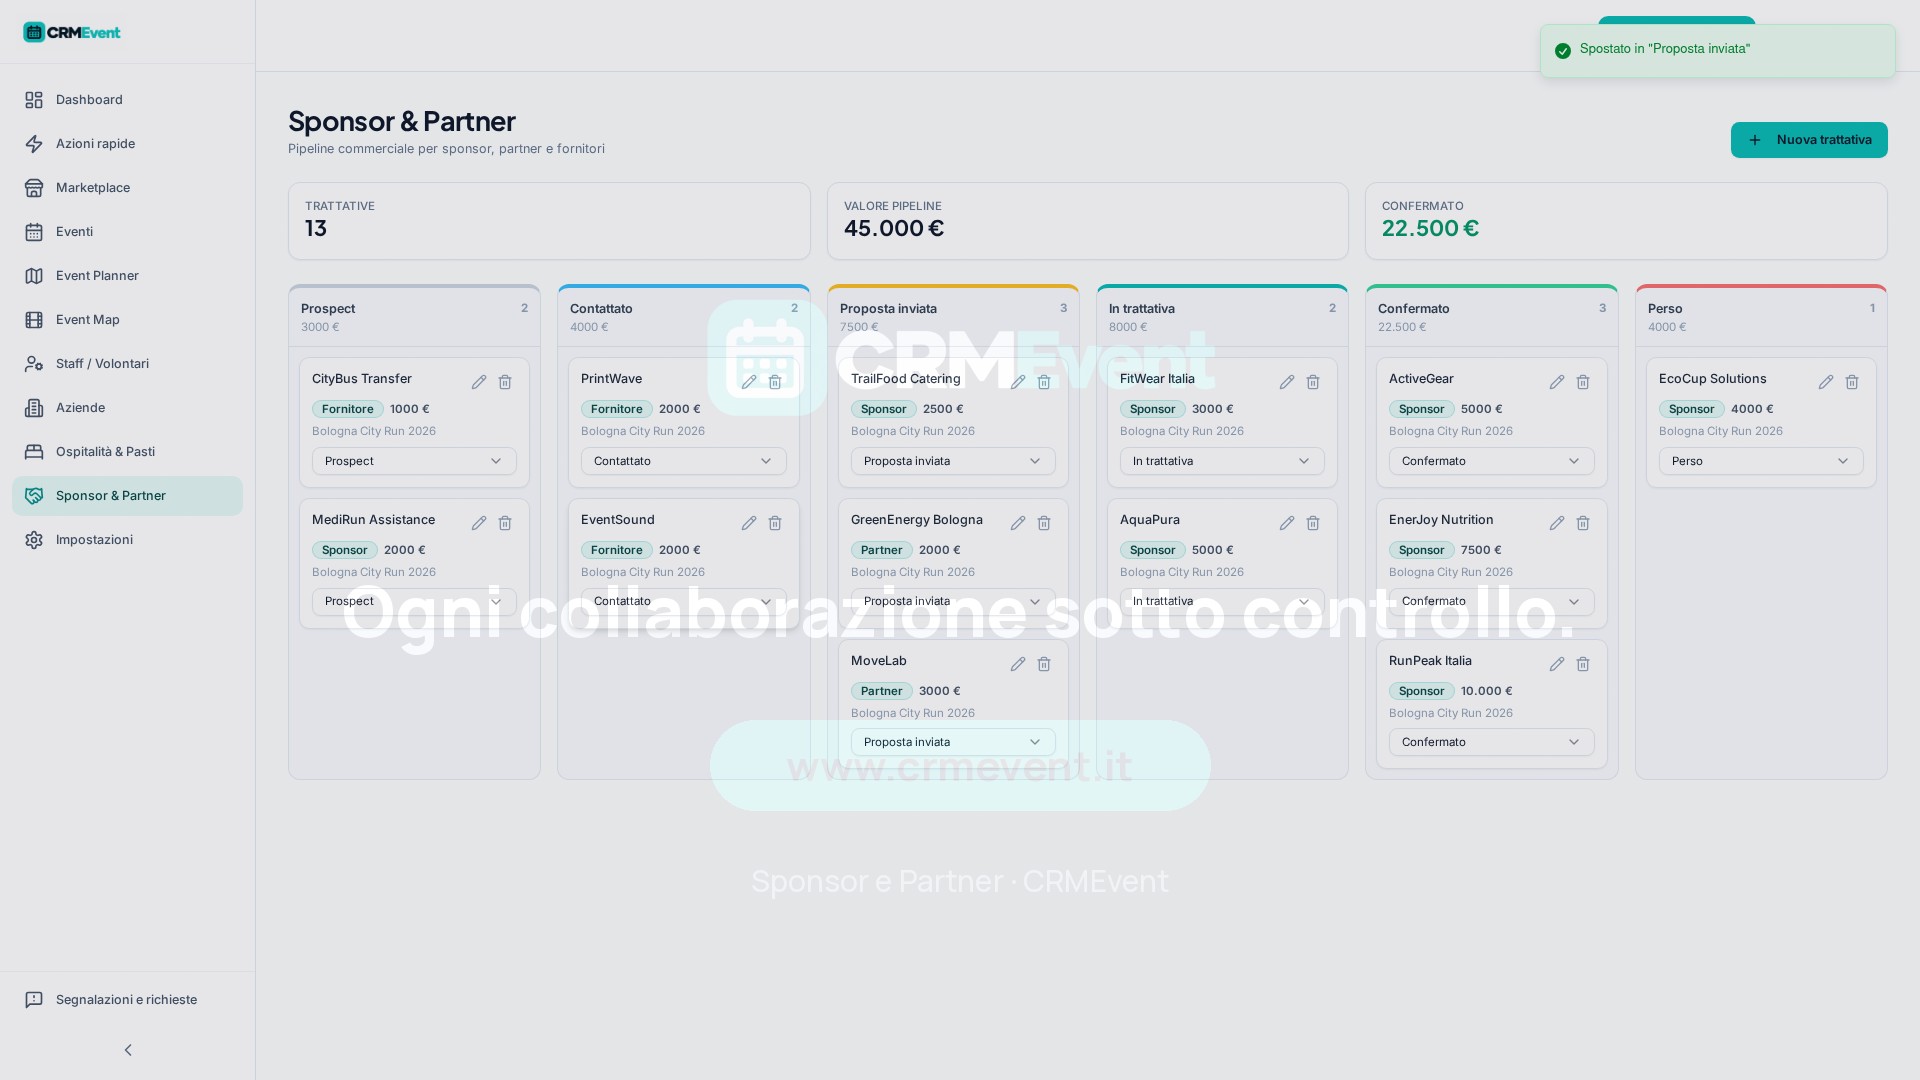 CRMEvent
Dashboard
Azioni rapide
Marketplace
Eventi
Event Planner
Event Map
Staff / Volontari
Aziende
Ospitalità & Pasti
Sponsor & Partner
Impostazioni
Segnalazioni e richieste
Spostato in "Proposta inviata"
Sponsor & Partner
Pipeline commerciale per sponsor, partner e fornitori
Nuova trattativa
TRATTATIVE
13
VALORE PIPELINE
45.000 €
CONFERMATO
22.500 €
Prospect 2
3000 €
CityBus Transfer
Fornitore 1000 €
Bologna City Run 2026
Prospect
MediRun Assistance
Sponsor 2000 €
Bologna City Run 2026
Prospect
Contattato 2
4000 €
PrintWave
Fornitore 2000 €
Bologna City Run 2026
Contattato
EventSound
Fornitore 2000 €
Bologna City Run 2026
Contattato
Proposta inviata 3
7500 €
TrailFood Catering
Sponsor 2500 €
Bologna City Run 2026
Proposta inviata
GreenEnergy Bologna
Partner 2000 €
Bologna City Run 2026
Proposta inviata
MoveLab
Partner 3000 €
Bologna City Run 2026
Proposta inviata
In trattativa 2
8000 €
FitWear Italia
Sponsor 3000 €
Bologna City Run 2026
In trattativa
AquaPura
Sponsor 5000 €
Bologna City Run 2026
In trattativa
Confermato 3
22.500 €
ActiveGear
Sponsor 5000 €
Bologna City Run 2026
Confermato
EnerJoy Nutrition
Sponsor 7500 €
Bologna City Run 2026
Confermato
RunPeak Italia
Sponsor 10.000 €
Bologna City Run 2026
Confermato
Perso 1
4000 €
EcoCup Solutions
Sponsor 4000 €
Bologna City Run 2026
Perso
CRMEvent
Ogni collaborazione sotto controllo.
www.crmevent.it
Sponsor e Partner · CRMEvent